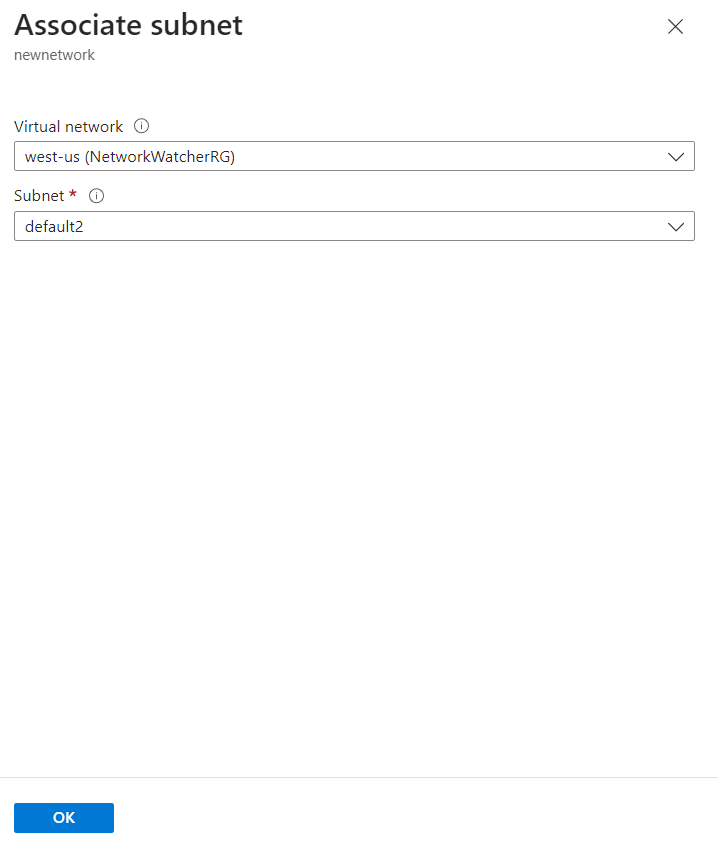 Associate subnet
newnetwork
Virtual network
west-us (NetworkWatcherRG)
Subnet *
default2
OK